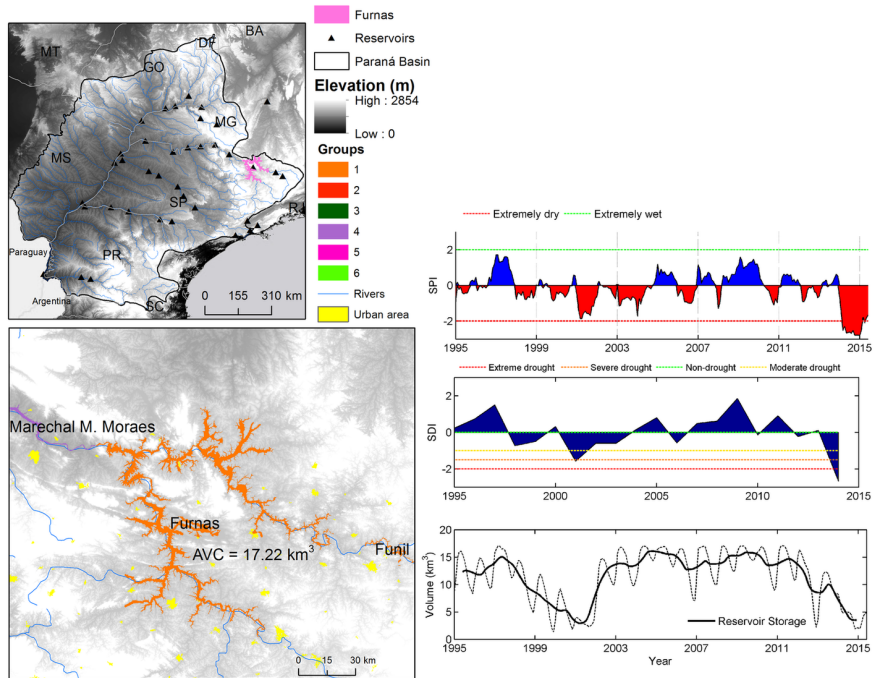 Furnas
Reservoirs
Paraná Basin
Elevation (m)
High : 2854
Low : 0
Groups
1
2
3
4
5
6
Rivers
Urban area
MT
BA
DF
GO
MG
MS
SP
PR
SC
Paraguay
Argentina
0 155 310 km
Marechal M. Moraes
Furnas
AVC = 17.22 km³
Funil
0 15 30 km
Extremely dry Extremely wet
SPI
2
0
-2
1995 1999 2003 2007 2011 2015
Extreme drought Severe drought Non-drought Moderate drought
SDI
2
0
-2
1995 2000 2005 2010 2015
Volume (km³)
20
15
10
5
0
Reservoir Storage
1995 1999 2003 2007 2011 2015
Year